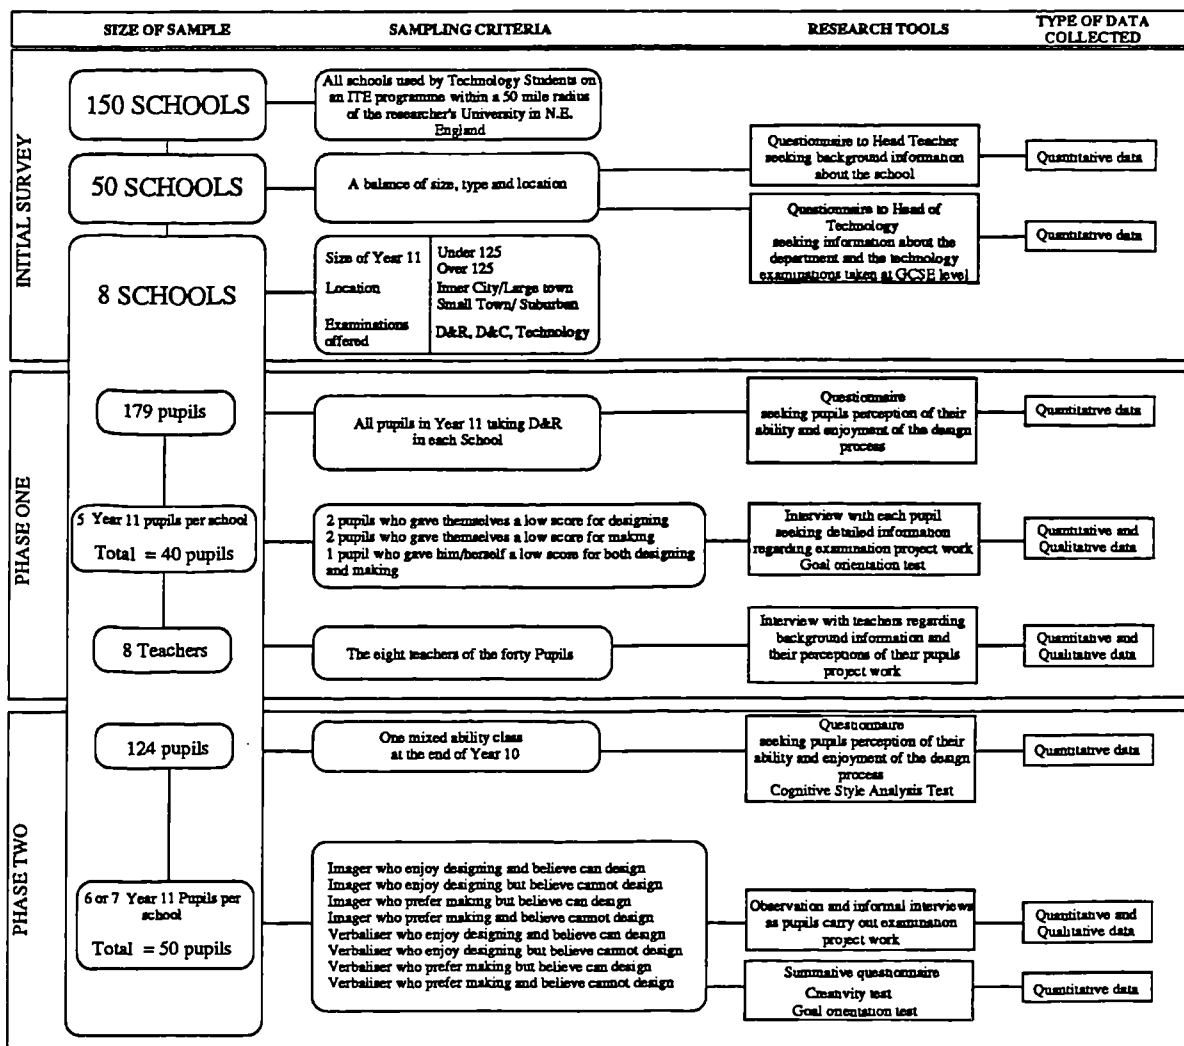 SIZE OF SAMPLE
SAMPLING CRITERIA
RESEARCH TOOLS
TYPE OF DATA
COLLECTED
INITIAL SURVEY
150 SCHOOLS
All schools used by Technology Students on
an ITE programme within a 50 mile radius
of the researcher's University in N.E.
England
50 SCHOOLS
A balance of size, type and location
Questionnaire to Head Teacher
seeking background information
about the school
Quantitative data
Questionnaire to Head of
Technology
seeking information about the
department and the technology
examinations taken at GCSE level
Quantitative data
8 SCHOOLS
Size of Year 11
Under 125
Over 125
Location
Inner City/Large town
Small Town/ Suburban
Examinations
offered
D&R, D&C, Technology
PHASE ONE
179 pupils
All pupils in Year 11 taking D&R
in each School
Questionnaire
seeking pupils perception of their
ability and enjoyment of the design
process
Quantitative data
5 Year 11 pupils per school
Total = 40 pupils
2 pupils who gave themselves a low score for designing
2 pupils who gave themselves a low score for making
1 pupil who gave him/herself a low score for both designing
and making
Interview with each pupil
seeking detailed information
regarding examination project work
Goal orientation test
Quantitative and
Qualitative data
8 Teachers
The eight teachers of the forty Pupils
Interview with teachers regarding
background information and
their perceptions of their pupils
project work
Quantitative and
Qualitative data
PHASE TWO
124 pupils
One mixed ability class
at the end of Year 10
Questionnaire
seeking pupils perception of their
ability and enjoyment of the design
process
Cognitive Style Analysis Test
Quantitative data
6 or 7 Year 11 Pupils per
school
Total = 50 pupils
Imager who enjoy designing and believe can design
Imager who enjoy designing but believe cannot design
Imager who prefer making but believe can design
Imager who prefer making and believe cannot design
Verbaliser who enjoy designing and believe can design
Verbaliser who enjoy designing but believe cannot design
Verbaliser who prefer making but believe can design
Verbaliser who prefer making and believe cannot design
Observation and informal interviews
as pupils carry out examination
project work
Quantitative and
Qualitative data
Summative questionnaire
Creativity test
Goal orientation test
Quantitative data